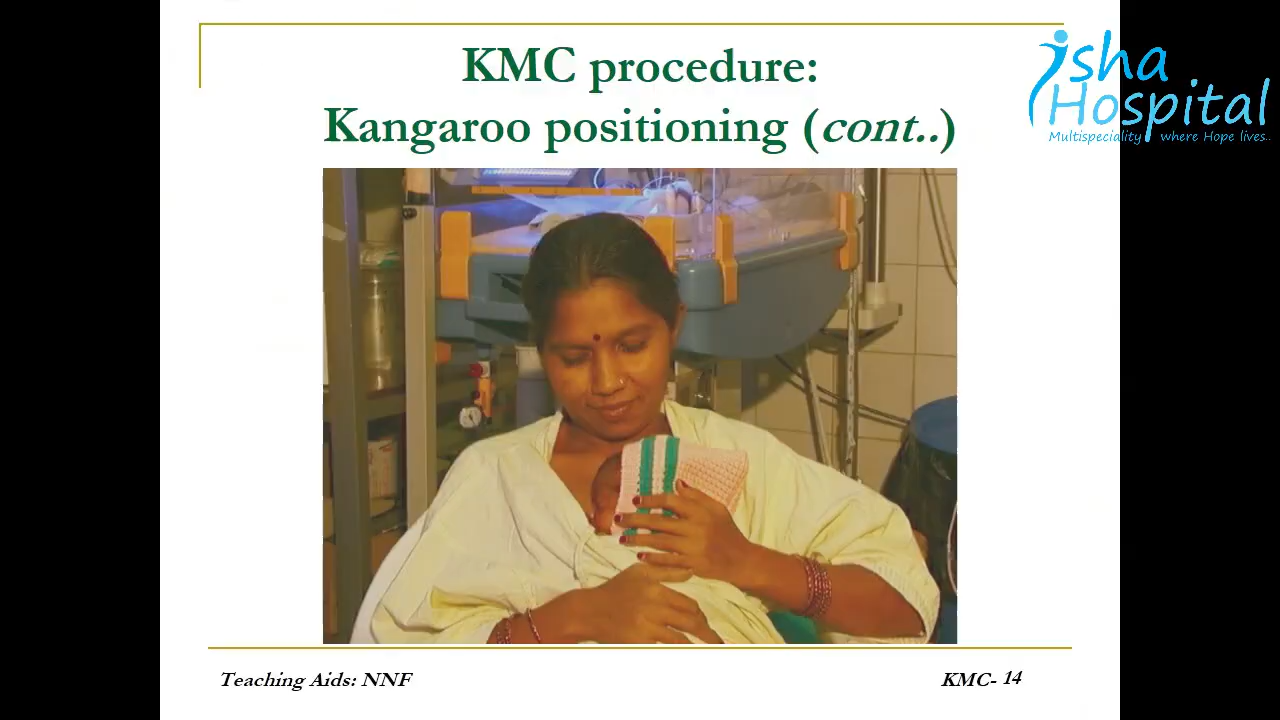 KMC procedure:
Kangaroo positioning (cont..)
isha
Hospital
Multispeciality where Hope lives..
Teaching Aids: NNF
KMC- 14